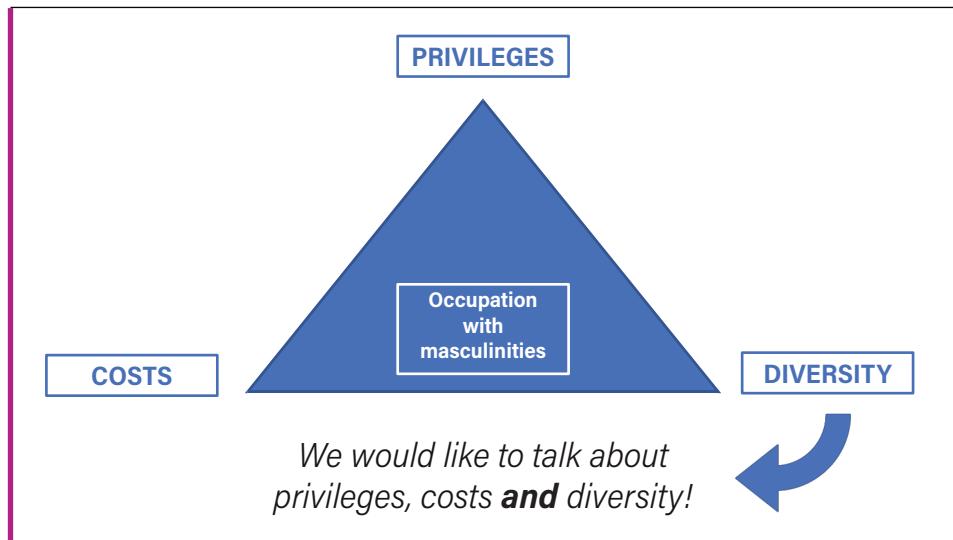 PRIVILEGES
Occupation
with
masculinities
COSTS
DIVERSITY
We would like to talk about
privileges, costs and diversity!